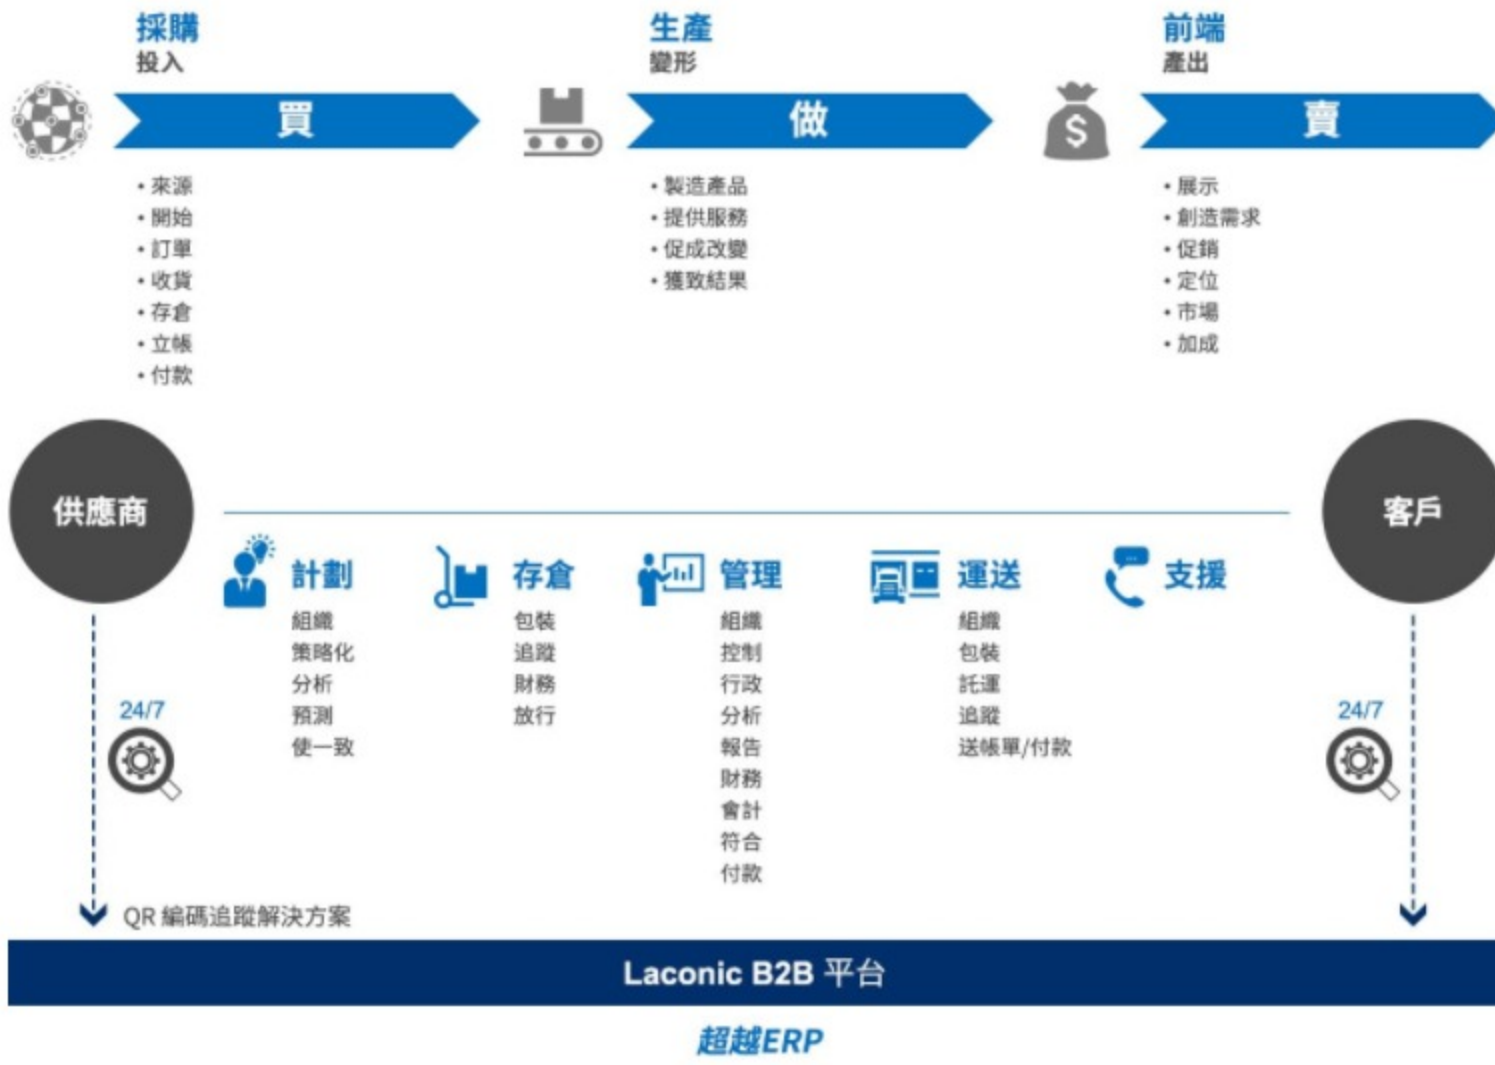 採購
投入
買
• 來源
• 開始
• 訂單
• 收貨
• 存倉
• 立帳
• 付款
生產
變形
做
• 製造產品
• 提供服務
• 促成改變
• 獲致結果
前端
產出
$
賣
• 展示
• 創造需求
• 促銷
• 定位
• 市場
• 加成
供應商
客戶
計劃
組織
策略化
分析
預測
使一致
存倉
包裝
追蹤
財務
放行
管理
組織
控制
行政
分析
報告
財務
會計
符合
付款
運送
組織
包裝
託運
追蹤
送帳單/付款
支援
24/7
24/7
QR 編碼追蹤解決方案
Laconic B2B 平台
超越ERP